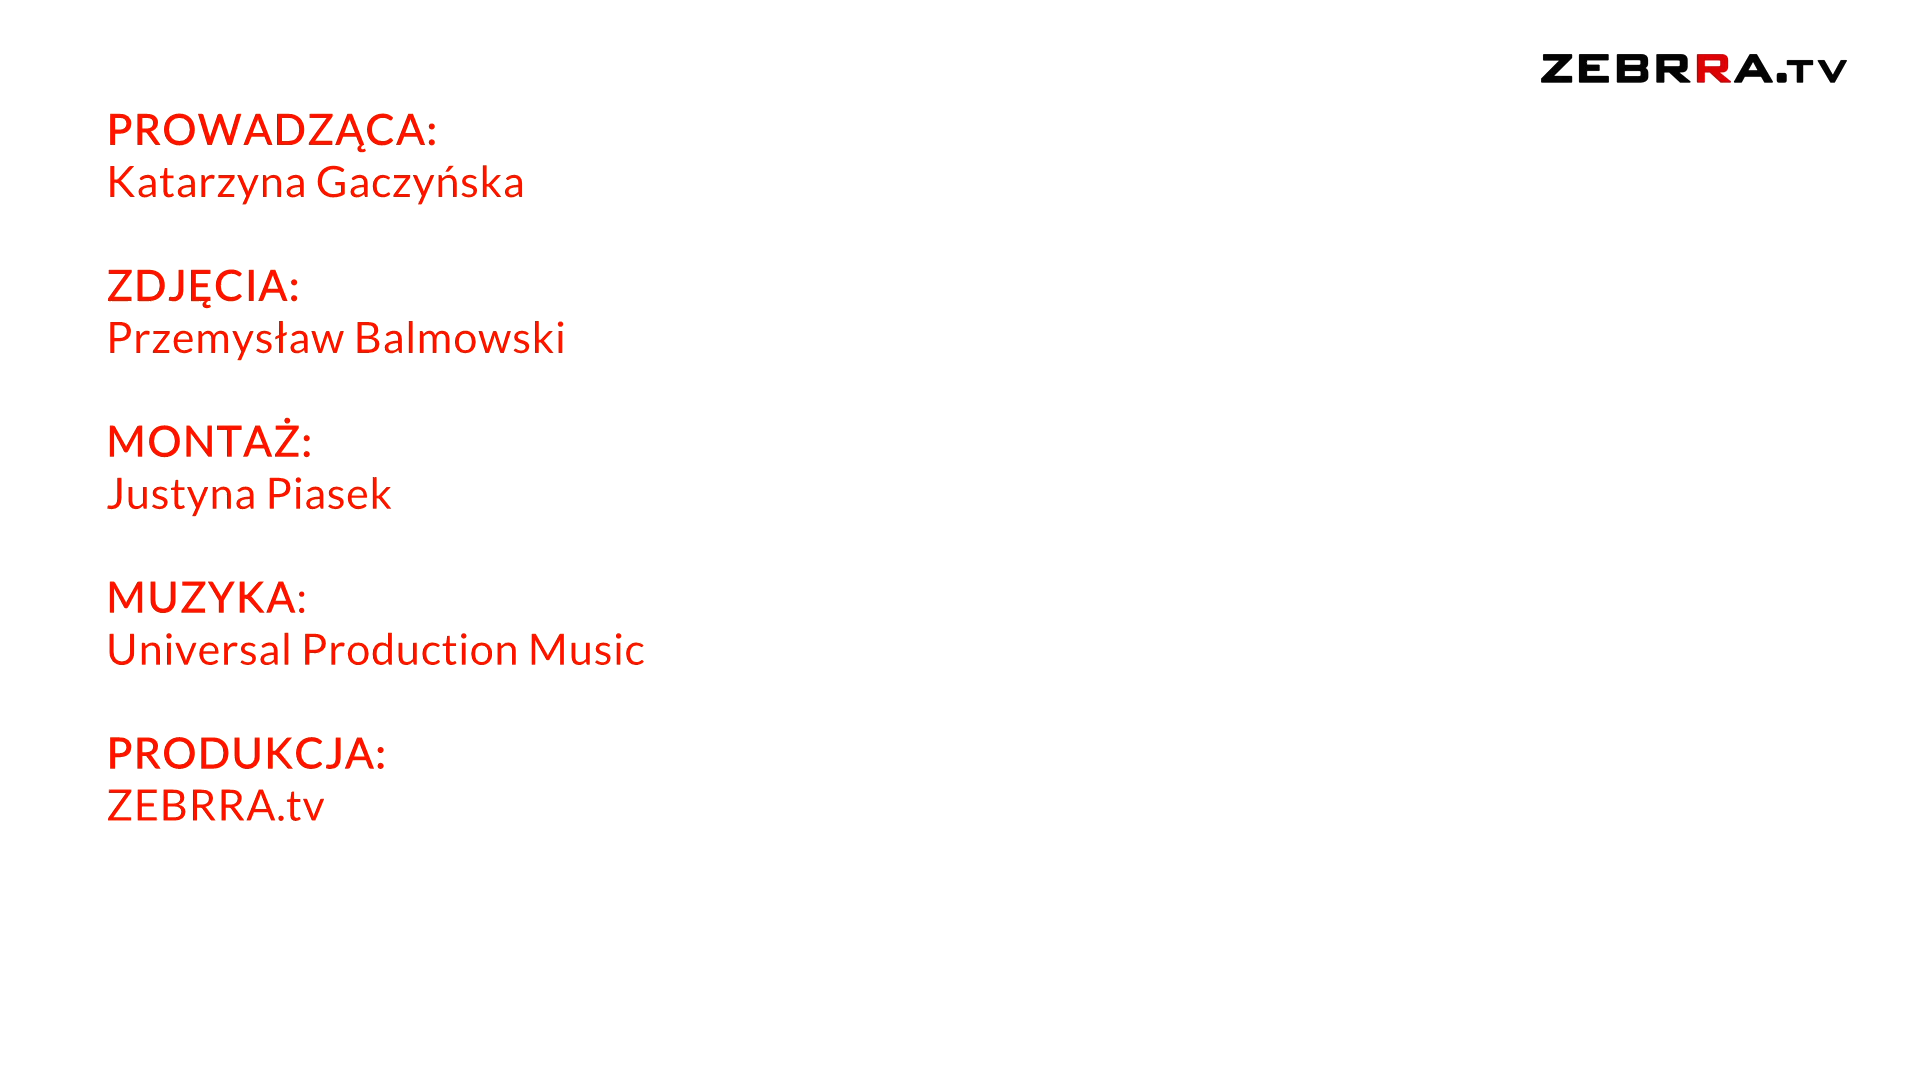 ZEBRRA.TV
PROWADZĄCA:
Katarzyna Gaczyńska
ZDJĘCIA:
Przemysław Balmowski
MONTAŻ:
Justyna Piasek
MUZYKA:
Universal Production Music
PRODUKCJA:
ZEBRRA.tv